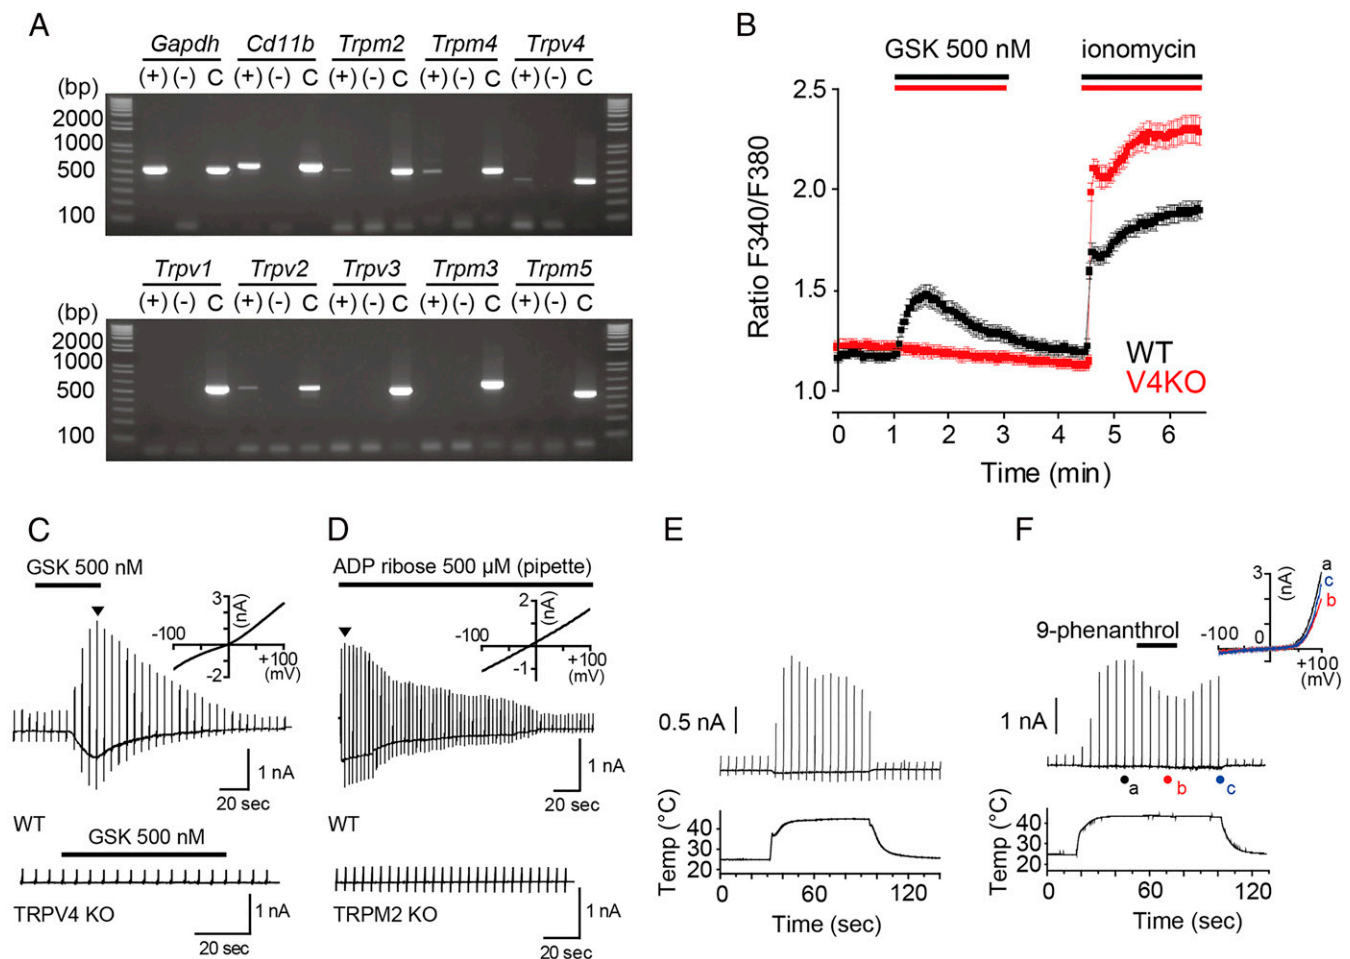 A
Gapdh Cd11b Trpm2 Trpm4 Trpv4
(bp) (+) (-) C (+) (-) C (+) (-) C (+) (-) C (+) (-) C
2000
1000
500
100
Trpv1 Trpv2 Trpv3 Trpm3 Trpm5
(bp) (+) (-) C (+) (-) C (+) (-) C (+) (-) C (+) (-) C
2000
1000
500
100
B
GSK 500 nM ionomycin
2.5
2.0
1.5
1.0
Ratio F340/F380
WT
V4KO
0 1 2 3 4 5 6
Time (min)
C
GSK 500 nM
3
(nA)
-100
+100
(mV)
-2
1 nA
20 sec
WT
GSK 500 nM
TRPV4 KO
1 nA
20 sec
D
ADP ribose 500 µM (pipette)
2
(nA)
-100
+100
(mV)
-1
1 nA
20 sec
WT
TRPM2 KO
1 nA
20 sec
E
0.5 nA
Temp (°C)
40
30
20
0 60 120
Time (sec)
F
9-phenanthrol
3
(nA)
a
c
b
-100
0
+100
(mV)
1 nA
a b c
Temp (°C)
40
30
20
0 60 120
Time (sec)